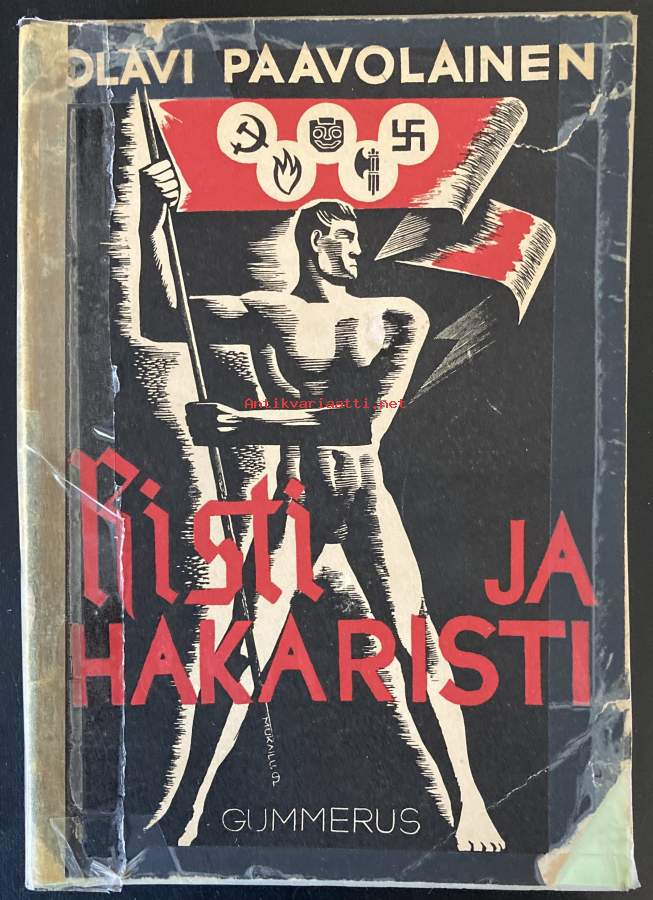 OLAVI PAAVOLAINEN
Antikvariaatti.net
Risti JA
HAKARISTI
GUMMERUS